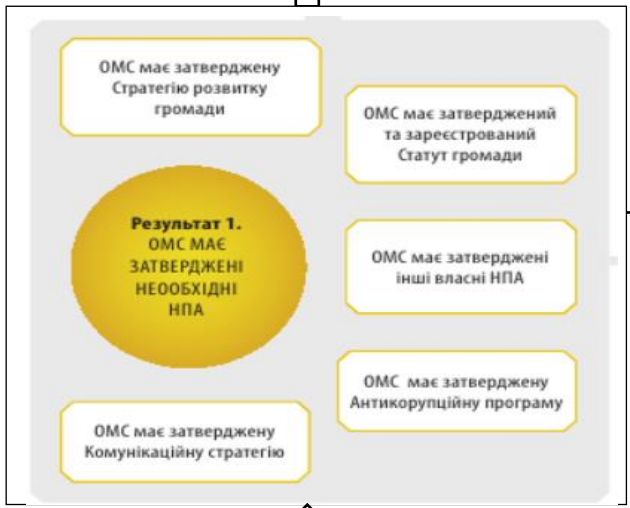 ОМС має затверджену
Стратегію розвитку
громади
ОМС має затверджений
та зареєстрований
Статут громади
Результат 1.
ОМС МАЄ
ЗАТВЕРДЖЕНІ
НЕООБХІДНІ
НПА
ОМС має затверджені
інші власні НПА
ОМС має затверджену
Антикорупційну програму
ОМС має затверджену
Комунікаційну стратегію